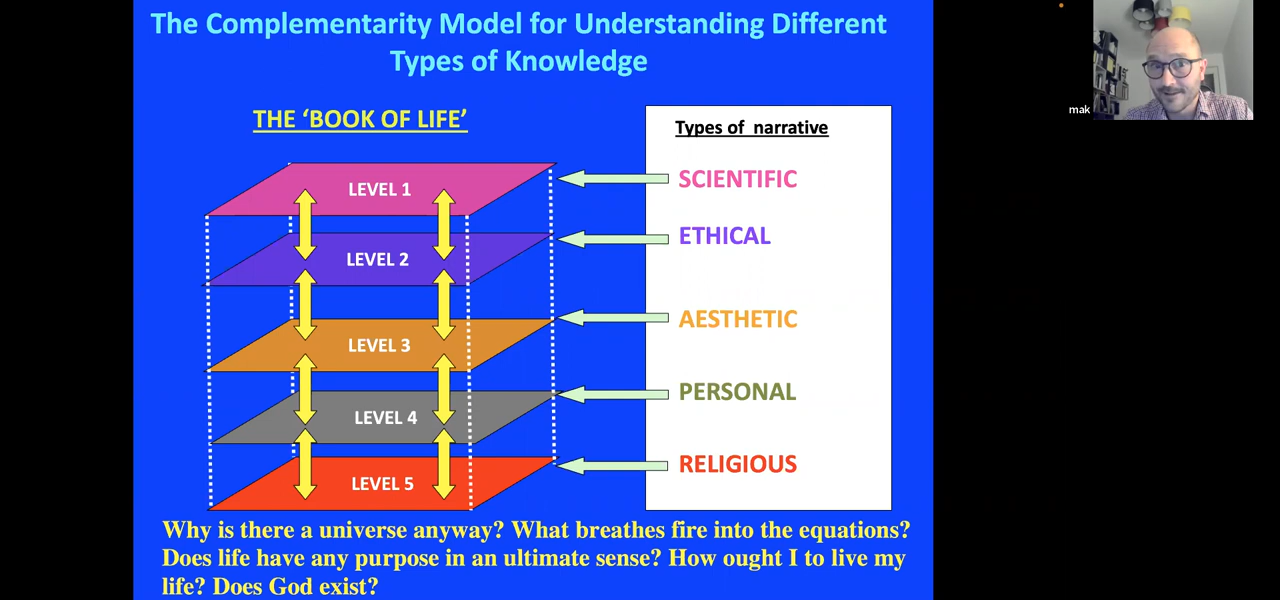 The Complementarity Model for Understanding Different
Types of Knowledge
THE ‘BOOK OF LIFE’
Types of  narrative
LEVEL 1
SCIENTIFIC
LEVEL 2
ETHICAL
LEVEL 3
AESTHETIC
LEVEL 4
PERSONAL
LEVEL 5
RELIGIOUS
Why is there a universe anyway? What breathes fire into the equations?
Does life have any purpose in an ultimate sense? How ought I to live my
life? Does God exist?
mak